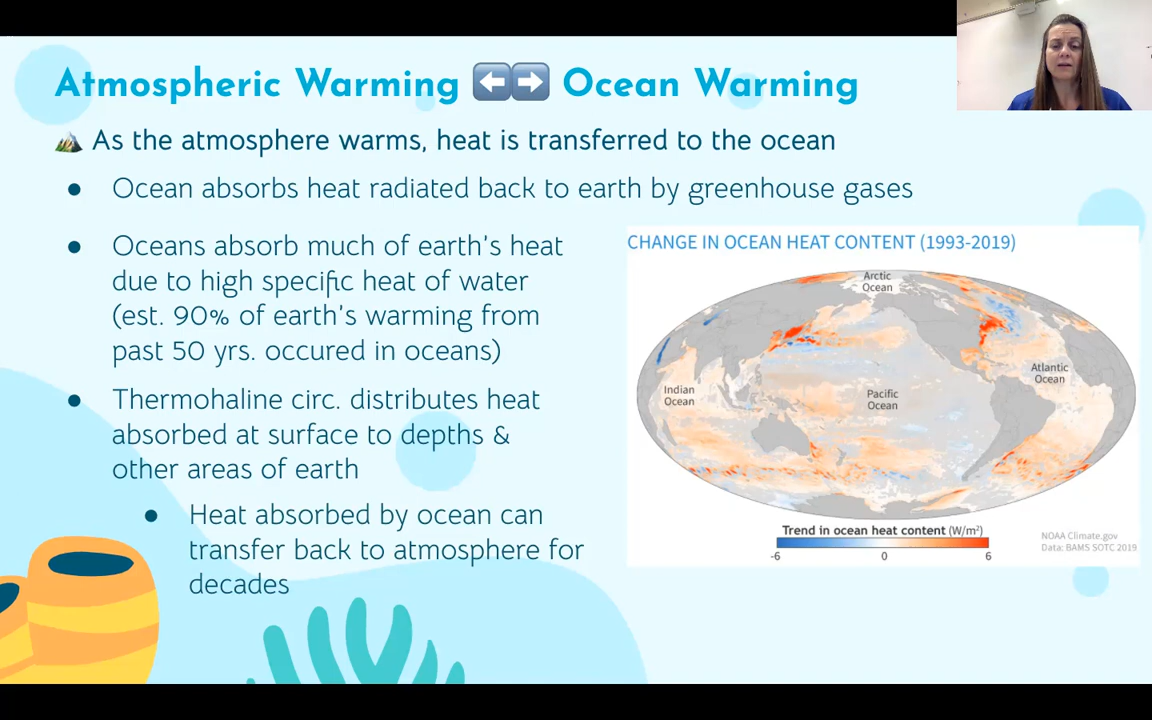 Atmospheric Warming ⬅️➡️ Ocean Warming
As the atmosphere warms, heat is transferred to the ocean
● Ocean absorbs heat radiated back to earth by greenhouse gases
● Oceans absorb much of earth's heat
due to high specific heat of water
(est. 90% of earth's warming from
past 50 yrs. occured in oceans)
● Thermohaline circ. distributes heat
absorbed at surface to depths &
other areas of earth
● Heat absorbed by ocean can
transfer back to atmosphere for
decades
CHANGE IN OCEAN HEAT CONTENT (1993-2019)
Arctic
Ocean
Indian
Ocean
Pacific
Ocean
Atlantic
Ocean
Trend in ocean heat content (W/m²)
-6 0 6
NOAA Climate.gov
Data: BAMS SOTC 2019